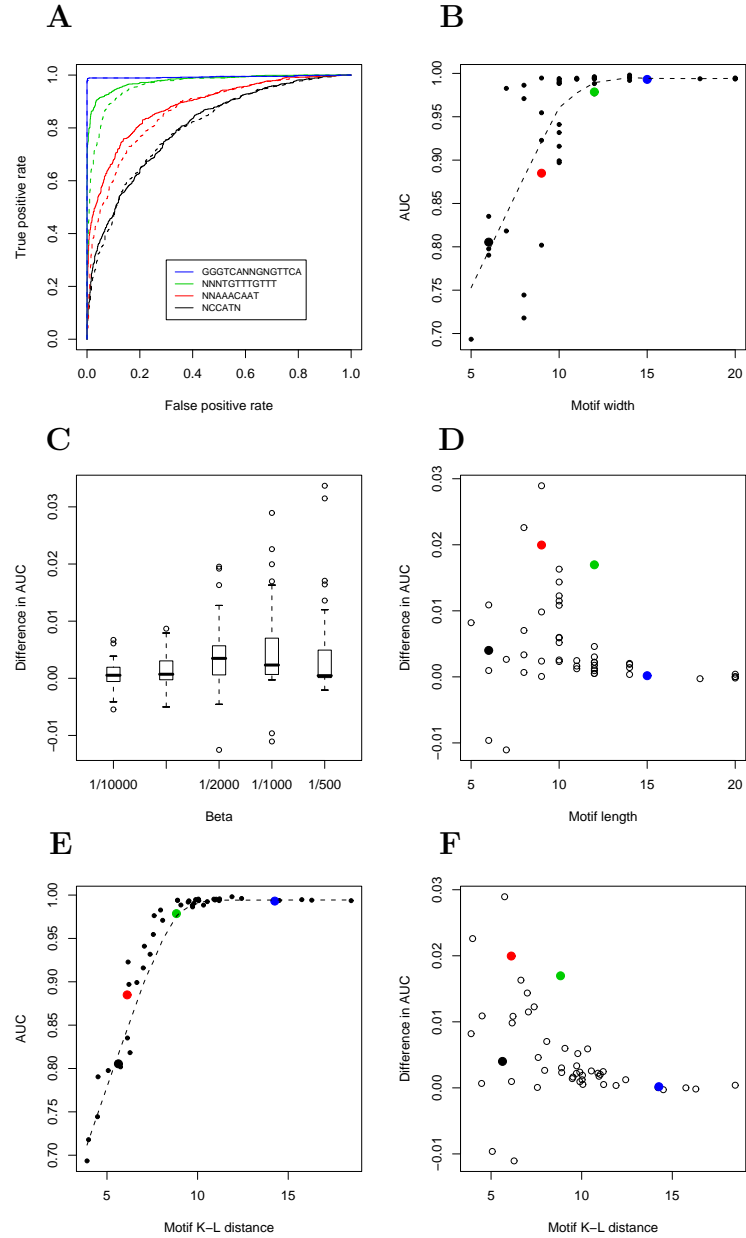 A
True positive rate
1.0
0.8
0.6
0.4
0.2
0.0
GGGTCANNGNGTTCA
NNNTGTTTGTTT
NNAAACAAT
NCCATN
0.0 0.2 0.4 0.6 0.8 1.0
False positive rate
B
AUC
1.00
0.95
0.90
0.85
0.80
0.75
0.70
5 10 15 20
Motif width
C
Difference in AUC
0.03
0.02
0.01
0.00
−0.01
1/10000 1/2000 1/1000 1/500
Beta
D
Difference in AUC
0.03
0.02
0.01
0.00
−0.01
5 10 15 20
Motif length
E
AUC
1.00
0.95
0.90
0.85
0.80
0.75
0.70
5 10 15
Motif K−L distance
F
Difference in AUC
0.03
0.02
0.01
0.00
−0.01
5 10 15
Motif K−L distance